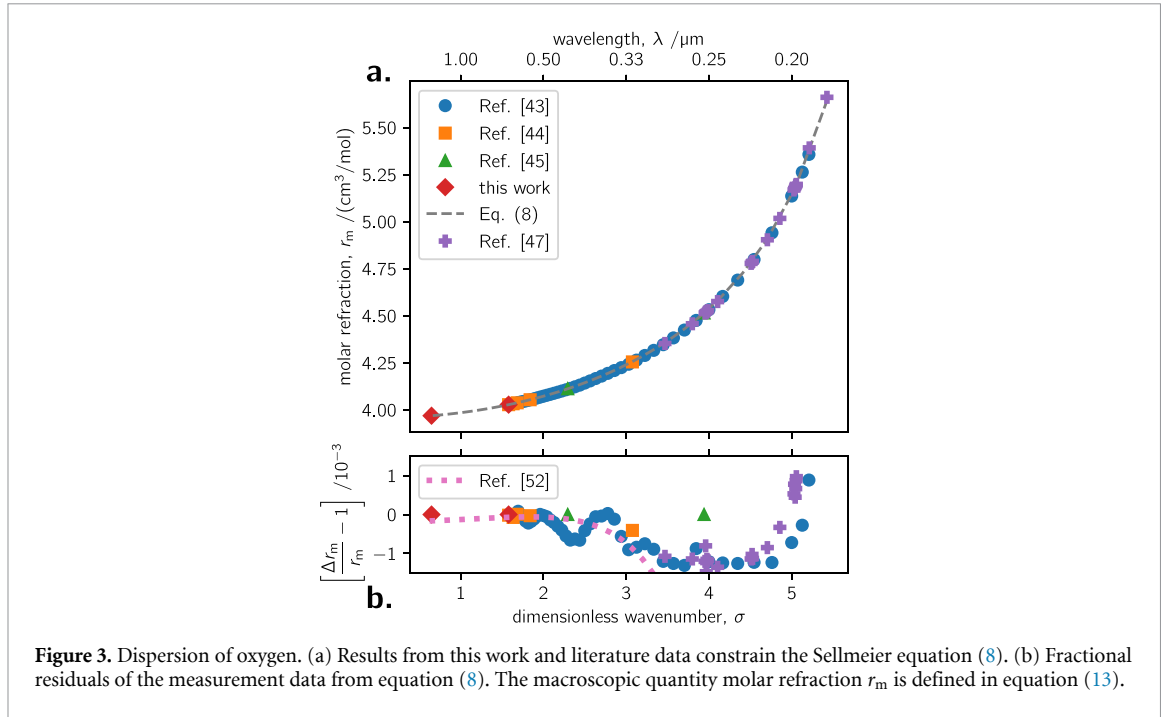 wavelength, λ /μm
1.00 0.50 0.33 0.25 0.20
a.
Ref. [43]
Ref. [44]
Ref. [45]
this work
Eq. (8)
Ref. [47]
molar refraction, rₘ /(cm³/mol)
5.50
5.25
5.00
4.75
4.50
4.25
4.00
Ref. [52]
[Δrₘ/rₘ − 1] /10⁻³
1
0
−1
b.
1 2 3 4 5
dimensionless wavenumber, σ
Figure 3. Dispersion of oxygen. (a) Results from this work and literature data constrain the Sellmeier equation (8). (b) Fractional
residuals of the measurement data from equation (8). The macroscopic quantity molar refraction rₘ is defined in equation (13).